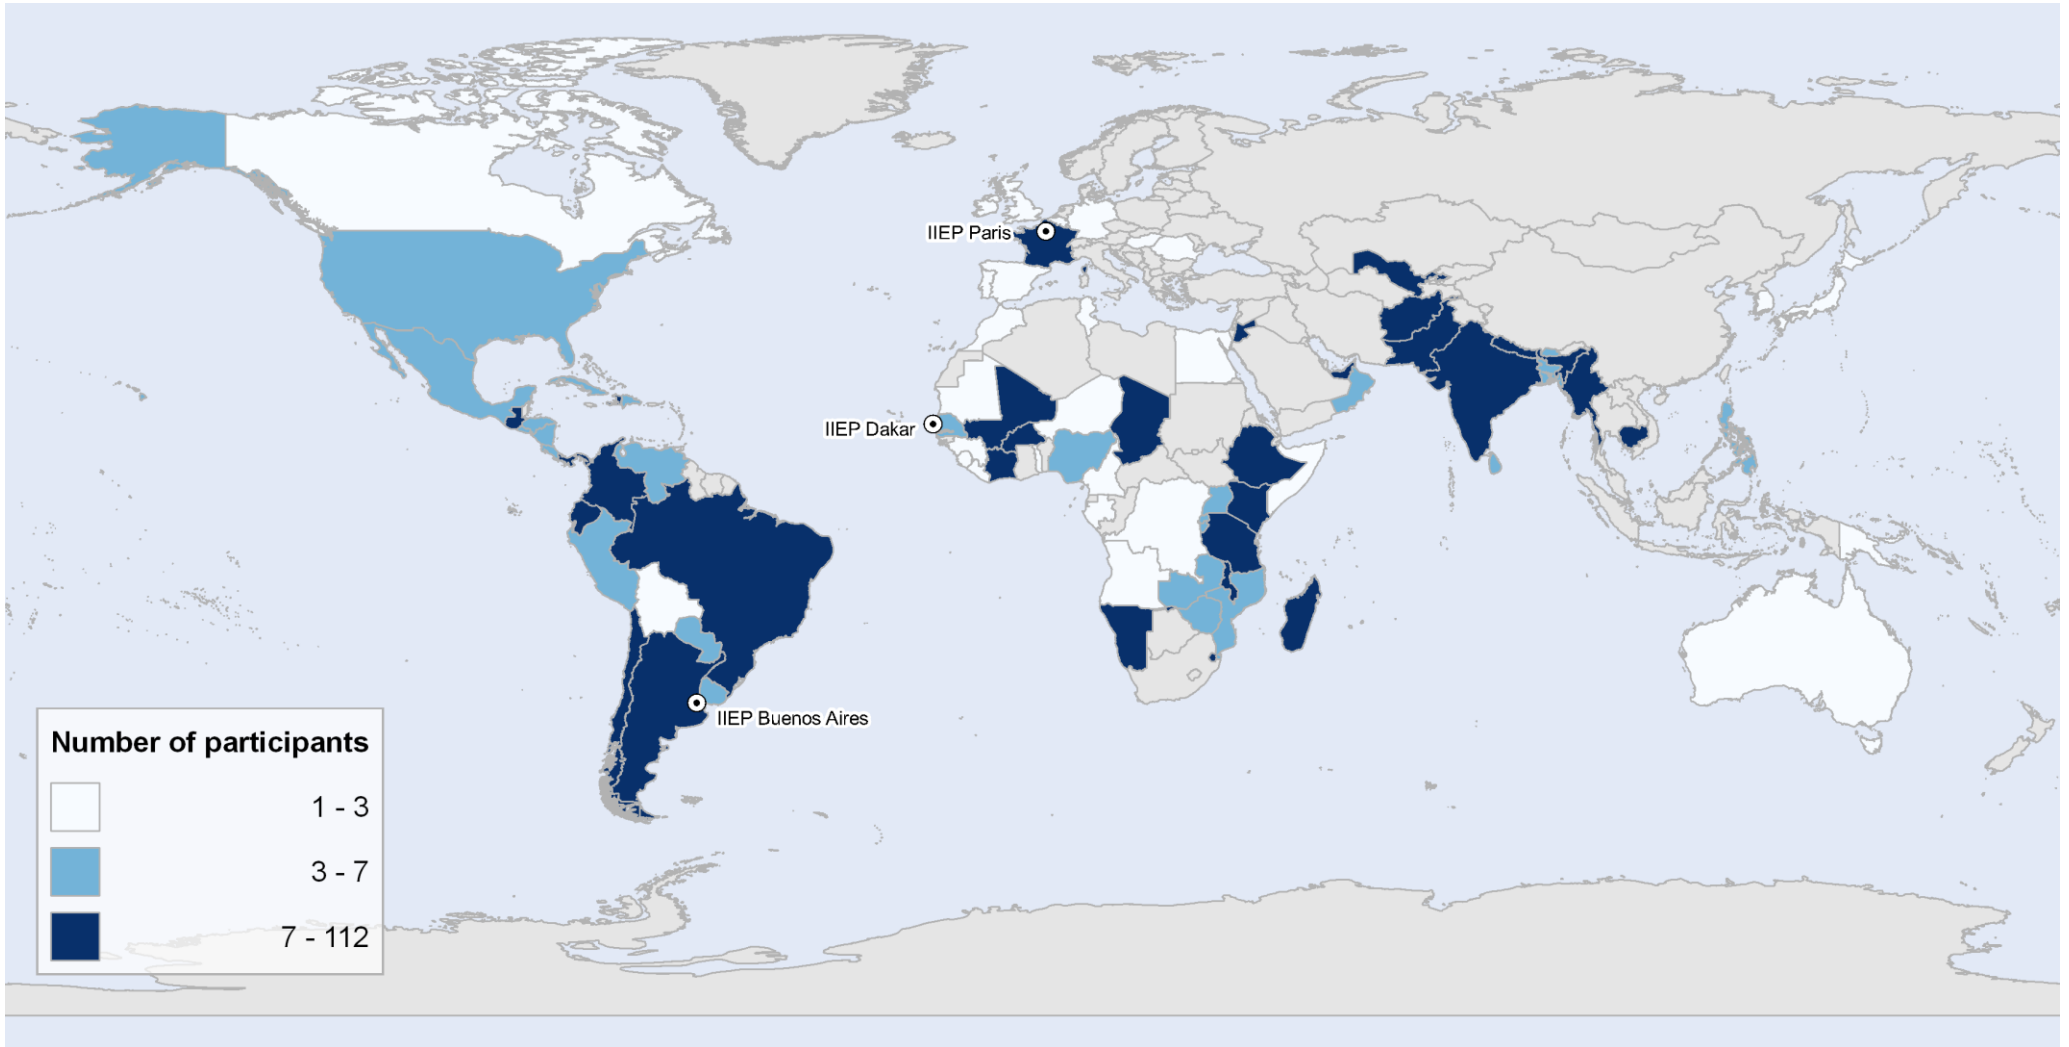 IIEP Paris
IIEP Dakar
IIEP Buenos Aires
Number of participants
1 - 3
3 - 7
7 - 112